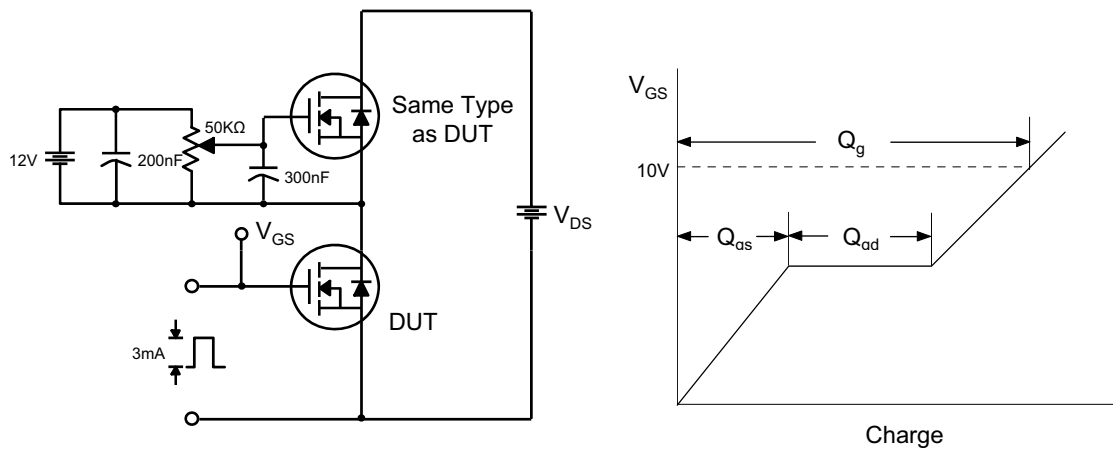 12V
200nF
50KΩ
300nF
Same Type
as DUT
V_GS
DUT
3mA
V_DS
V_GS
10V
Q_g
Q_gs
Q_gd
Charge